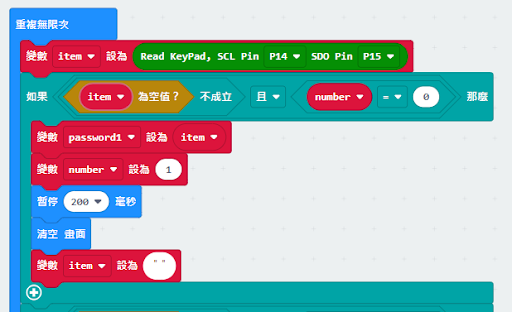 重複無限次
變數 item 設為 Read KeyPad, SCL Pin P14 SDO Pin P15
如果 item 為空值？ 不成立 且 number = 0 那麼
變數 password1 設為 item
變數 number 設為 1
暫停 200 毫秒
清空 畫面
變數 item 設為 " "